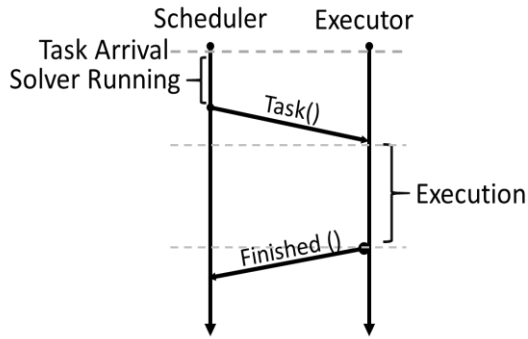 Scheduler Executor
Task Arrival
Solver Running
Task()
Execution
Finished ()